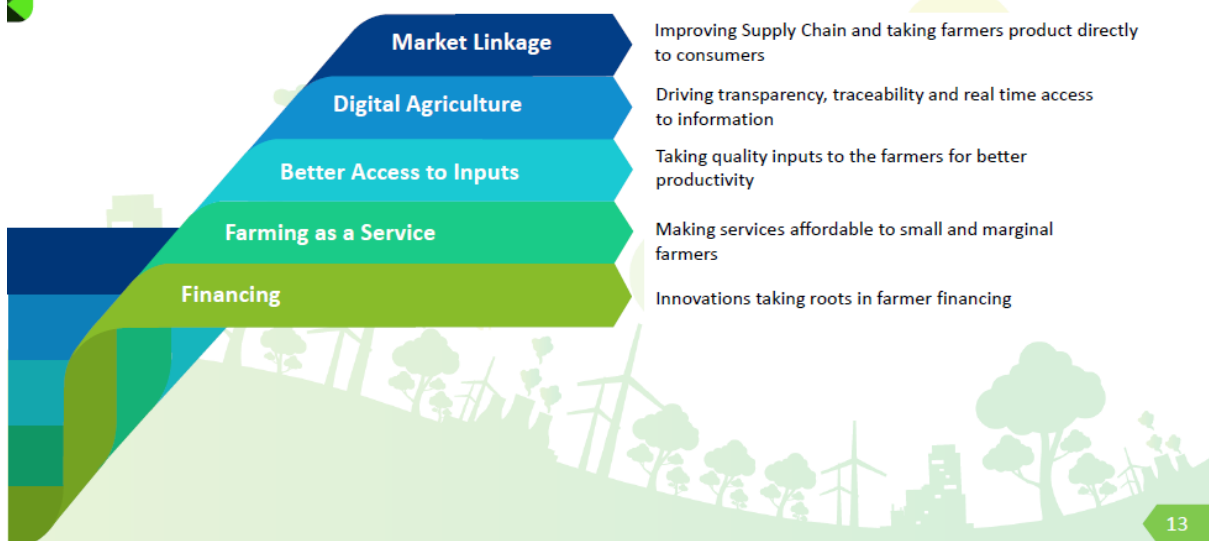 Market Linkage
Improving Supply Chain and taking farmers product directly
to consumers
Digital Agriculture
Driving transparency, traceability and real time access
to information
Better Access to Inputs
Taking quality inputs to the farmers for better
productivity
Farming as a Service
Making services affordable to small and marginal
farmers
Financing
Innovations taking roots in farmer financing
13